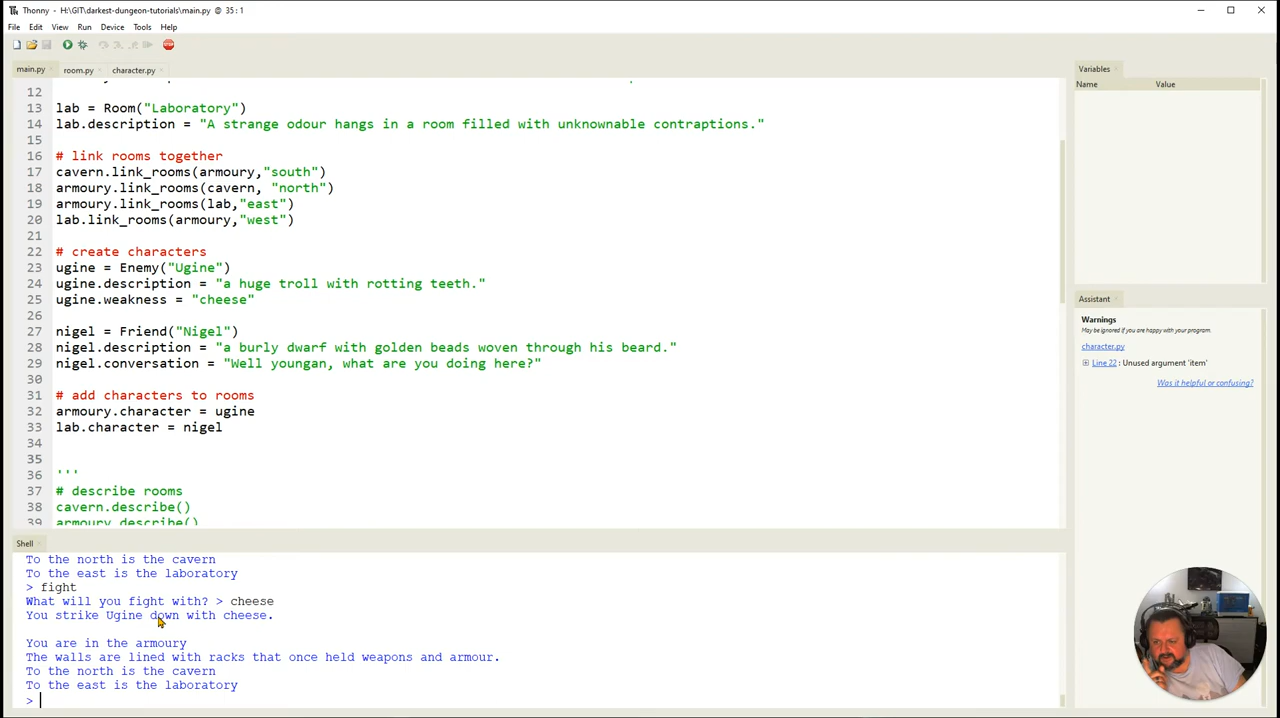 Thonny - H:\GIT\darkest-dungeon-tutorials\main.py @ 35 : 1
File Edit View Run Device Tools Help
main.py room.py character.py
12
13 lab = Room("Laboratory")
14 lab.description = "A strange odour hangs in a room filled with unknownable contraptions."
15
16 # link rooms together
17 cavern.link_rooms(armoury,"south")
18 armoury.link_rooms(cavern, "north")
19 armoury.link_rooms(lab,"east")
20 lab.link_rooms(armoury,"west")
21
22 # create characters
23 ugine = Enemy("Ugine")
24 ugine.description = "a huge troll with rotting teeth."
25 ugine.weakness = "cheese"
26
27 nigel = Friend("Nigel")
28 nigel.description = "a burly dwarf with golden beads woven through his beard."
29 nigel.conversation = "Well youngan, what are you doing here?"
30
31 # add characters to rooms
32 armoury.character = ugine
33 lab.character = nigel
34
35
36 '''
37 # describe rooms
38 cavern.describe()
39 armoury.describe()
Shell
To the north is the cavern
To the east is the laboratory
> fight
What will you fight with? > cheese
You strike Ugine down with cheese.
You are in the armoury
The walls are lined with racks that once held weapons and armour.
To the north is the cavern
To the east is the laboratory
>
Variables
Name Value
Assistant
Warnings
May be ignored if you are happy with your program.
character.py
Line 22 : Unused argument 'item'
Was it helpful or confusing?